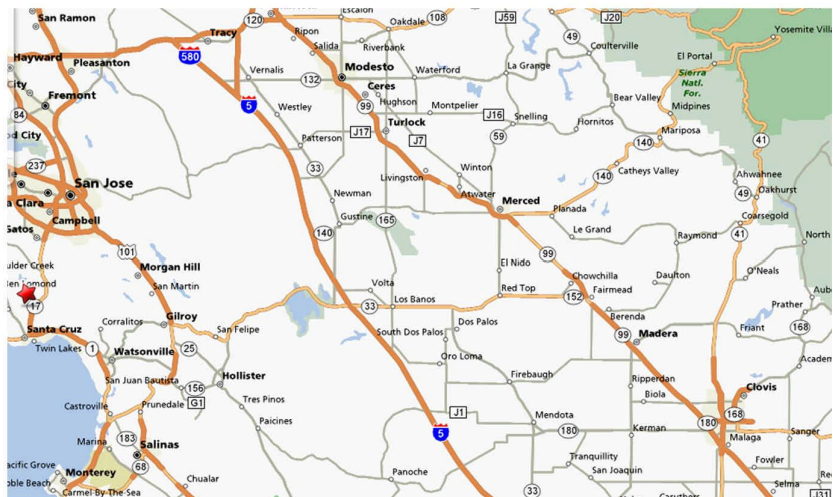 San Ramon
Tracy
120
Ripon
Escalon
Oakdale
108
J59
J20
Yosemite Villa
Salida
Riverbank
49
Coulterville
Hayward
Pleasanton
580
Vernalis
Modesto
132
Waterford
La Grange
El Portal
Sierra
Natl.
For.
City
Fremont
5
Westley
Ceres
Hughson
99
Montpelier
J16
Snelling
Hornitos
Bear Valley
Midpines
84
Turlock
J17
J7
59
Mariposa
140
41
Patterson
33
237
Livingston
Winton
Atwater
140
Catheys Valley
Ahwahnee
49
Oakhurst
San Jose
Clara
Campbell
Newman
Gustine
165
Merced
Planada
Le Grand
Coarsegold
Gatos
140
101
99
Raymond
41
North
El Nido
Morgan Hill
San Martin
Volta
Chowchilla
Daulton
O'Neals
17
33
Los Banos
Red Top
152
Fairmead
Prather
Santa Cruz
Corralitos
Gilroy
San Felipe
Berenda
South Dos Palos
Dos Palos
99
Madera
Friant
168
Twin Lakes
1
Watsonville
25
Oro Loma
San Juan Bautista
156
Hollister
Firebaugh
Ripperdan
Clovis
G1
Tres Pinos
Biola
Castroville
Prunedale
Paicines
J1
Mendota
168
180
180
Kerman
Sanger
Marina
183
Salinas
5
Malaga
68
Tranquillity
Fowler
Pacific Grove
Monterey
Chualar
Panoche
San Joaquin
33
Selma
Carmel-By-The-Sea